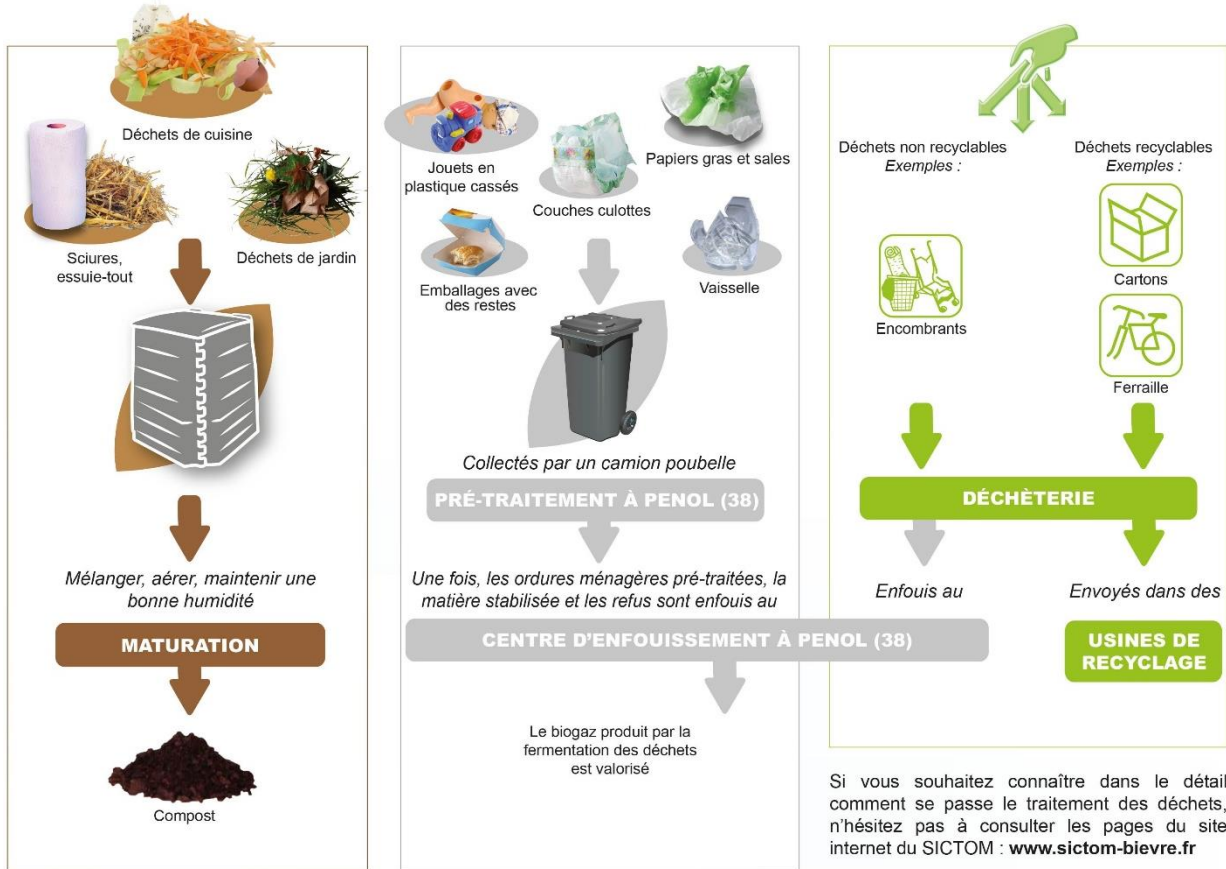 Déchets de cuisine
Sciures,
essuie-tout
Déchets de jardin
Mélanger, aérer, maintenir une
bonne humidité
MATURATION
Compost
Jouets en
plastique cassés
Papiers gras et sales
Couches culottes
Emballages avec
des restes
Vaisselle
Collectés par un camion poubelle
PRÉ-TRAITEMENT À PENOL (38)
Une fois, les ordures ménagères pré-traitées, la
matière stabilisée et les refus sont enfouis au
CENTRE D'ENFOUISSEMENT À PENOL (38)
Le biogaz produit par la
fermentation des déchets
est valorisé
Déchets non recyclables
Exemples :
Encombrants
Déchets recyclables
Exemples :
Cartons
Ferraille
DÉCHÈTERIE
Enfouis au
Envoyés dans des
USINES DE
RECYCLAGE
Si vous souhaitez connaître dans le détail
comment se passe le traitement des déchets,
n'hésitez pas à consulter les pages du site
internet du SICTOM : www.sictom-bievre.fr